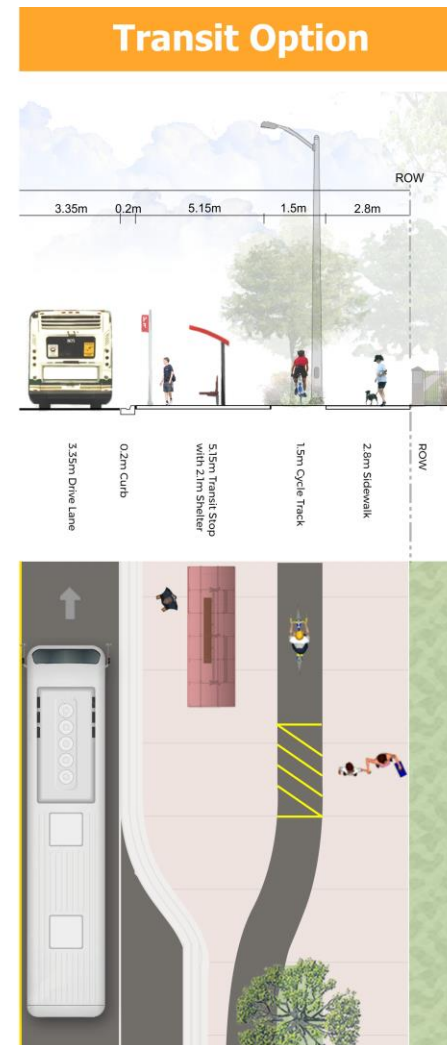 Transit Option
ROW
3.35m 0.2m 5.15m 1.5m 2.8m
3.35m Drive Lane
0.2m Curb
5.15m Transit Stop
with 2.1m Shelter
1.5m Cycle Track
2.8m Sidewalk
ROW